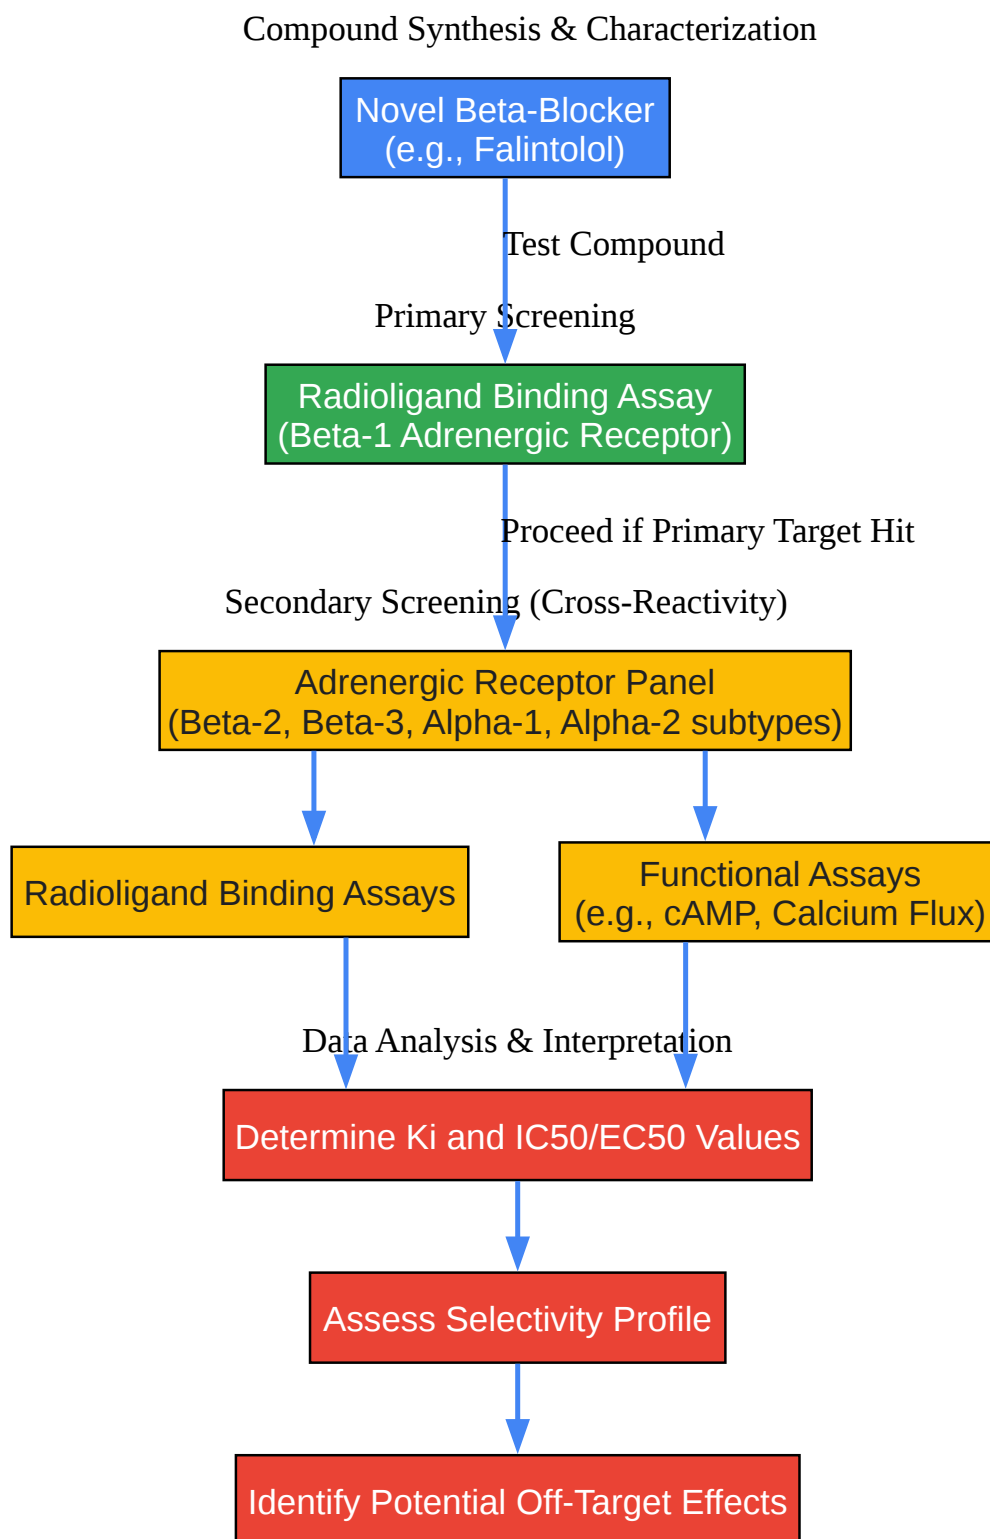 Compound Synthesis & Characterization
Novel Beta-Blocker
(e.g., Falintolol)
Test Compound
Primary Screening
Radioligand Binding Assay
(Beta-1 Adrenergic Receptor)
Proceed if Primary Target Hit
Secondary Screening (Cross-Reactivity)
Adrenergic Receptor Panel
(Beta-2, Beta-3, Alpha-1, Alpha-2 subtypes)
Radioligand Binding Assays
Functional Assays
(e.g., cAMP, Calcium Flux)
Data Analysis & Interpretation
Determine Ki and IC50/EC50 Values
Assess Selectivity Profile
Identify Potential Off-Target Effects